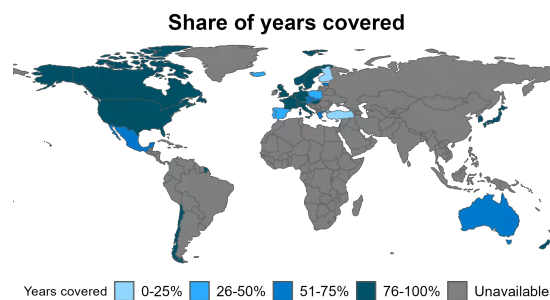 Share of years covered
Years covered 0-25% 26-50% 51-75% 76-100% Unavailable